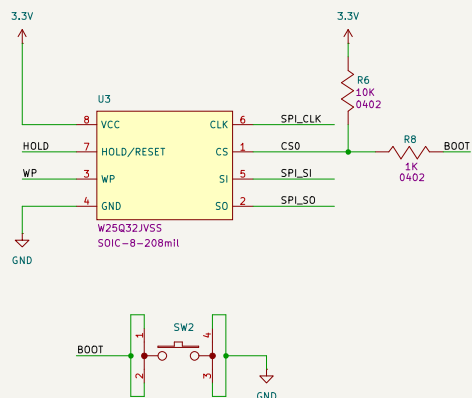 3.3V
3.3V
U3
R6
10K
0402
8 VCC
CLK 6
SPI_CLK
HOLD
7 HOLD/RESET
CS 1
CS0
R8
1K
0402
BOOT
WP
3 WP
SI 5
SPI_SI
4 GND
SO 2
SPI_SO
GND
W25Q32JVSS
SOIC-8-208mil
SW2
1
4
BOOT
2
3
GND